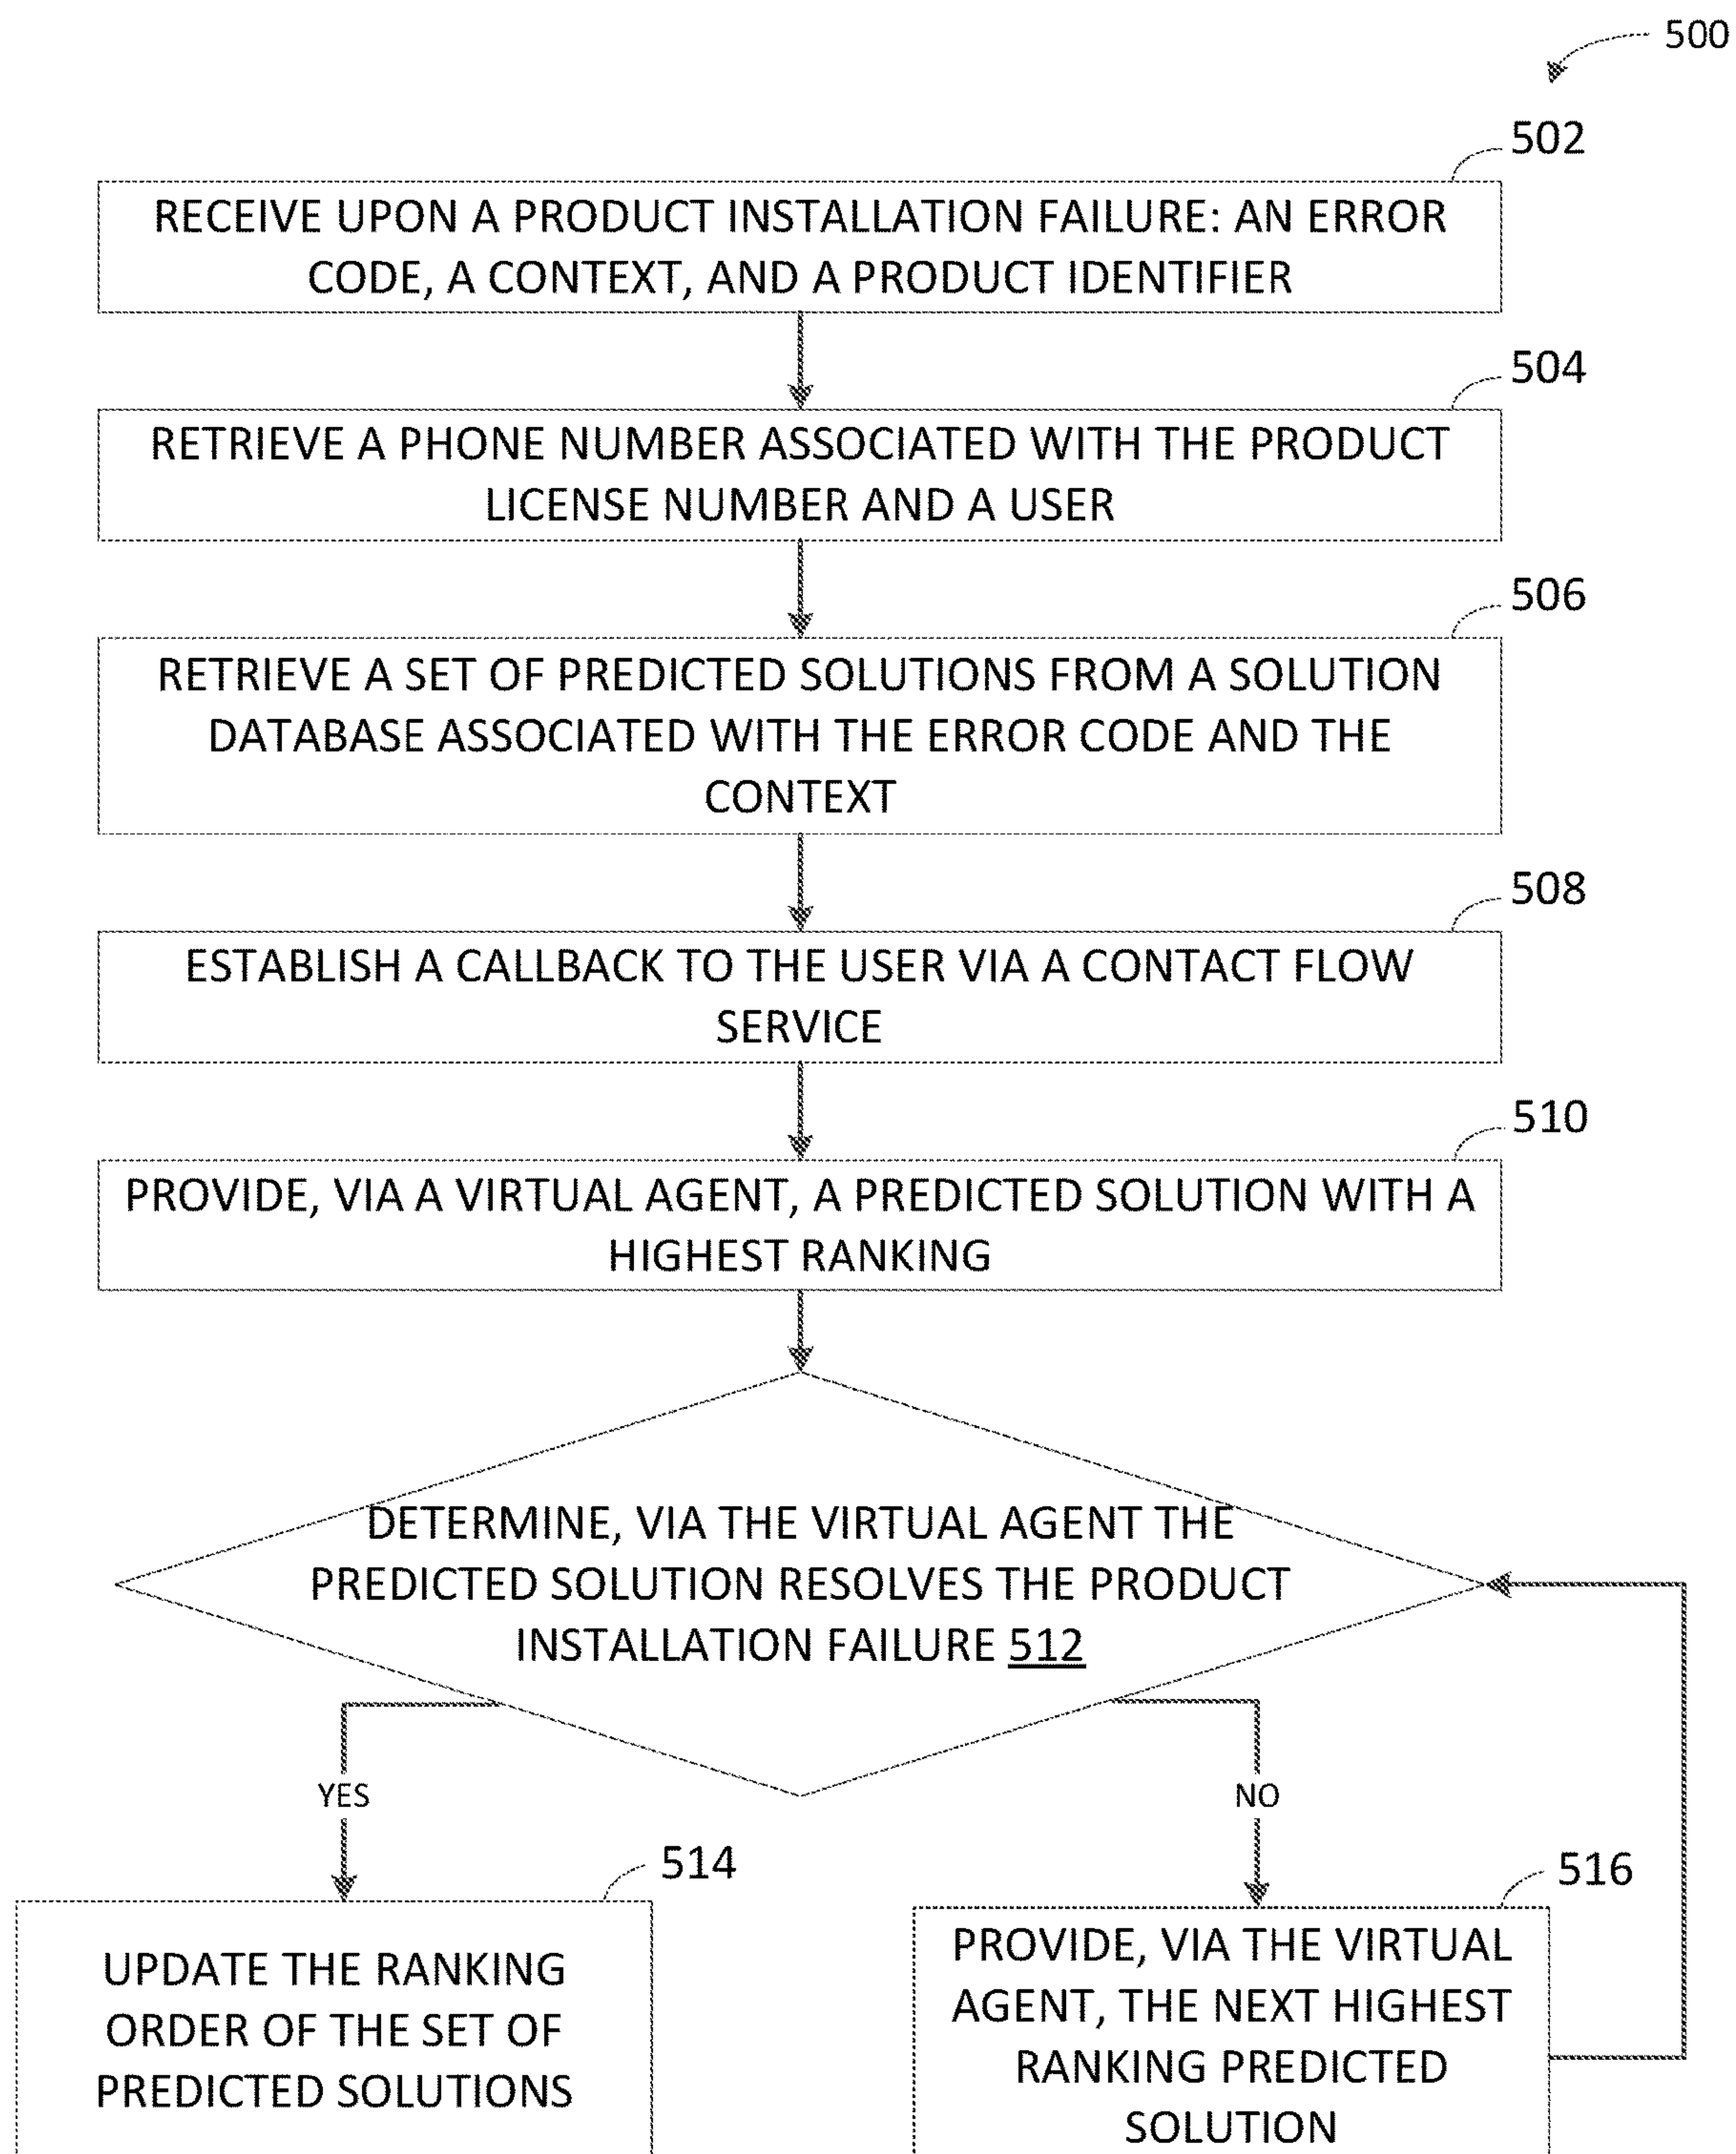 500
502
RECEIVE UPON A PRODUCT INSTALLATION FAILURE: AN ERROR
CODE, A CONTEXT, AND A PRODUCT IDENTIFIER
504
RETRIEVE A PHONE NUMBER ASSOCIATED WITH THE PRODUCT
LICENSE NUMBER AND A USER
506
RETRIEVE A SET OF PREDICTED SOLUTIONS FROM A SOLUTION
DATABASE ASSOCIATED WITH THE ERROR CODE AND THE
CONTEXT
508
ESTABLISH A CALLBACK TO THE USER VIA A CONTACT FLOW
SERVICE
510
PROVIDE, VIA A VIRTUAL AGENT, A PREDICTED SOLUTION WITH A
HIGHEST RANKING
DETERMINE, VIA THE VIRTUAL AGENT THE
PREDICTED SOLUTION RESOLVES THE PRODUCT
INSTALLATION FAILURE 512
YES
NO
514
UPDATE THE RANKING
ORDER OF THE SET OF
PREDICTED SOLUTIONS
516
PROVIDE, VIA THE VIRTUAL
AGENT, THE NEXT HIGHEST
RANKING PREDICTED
SOLUTION